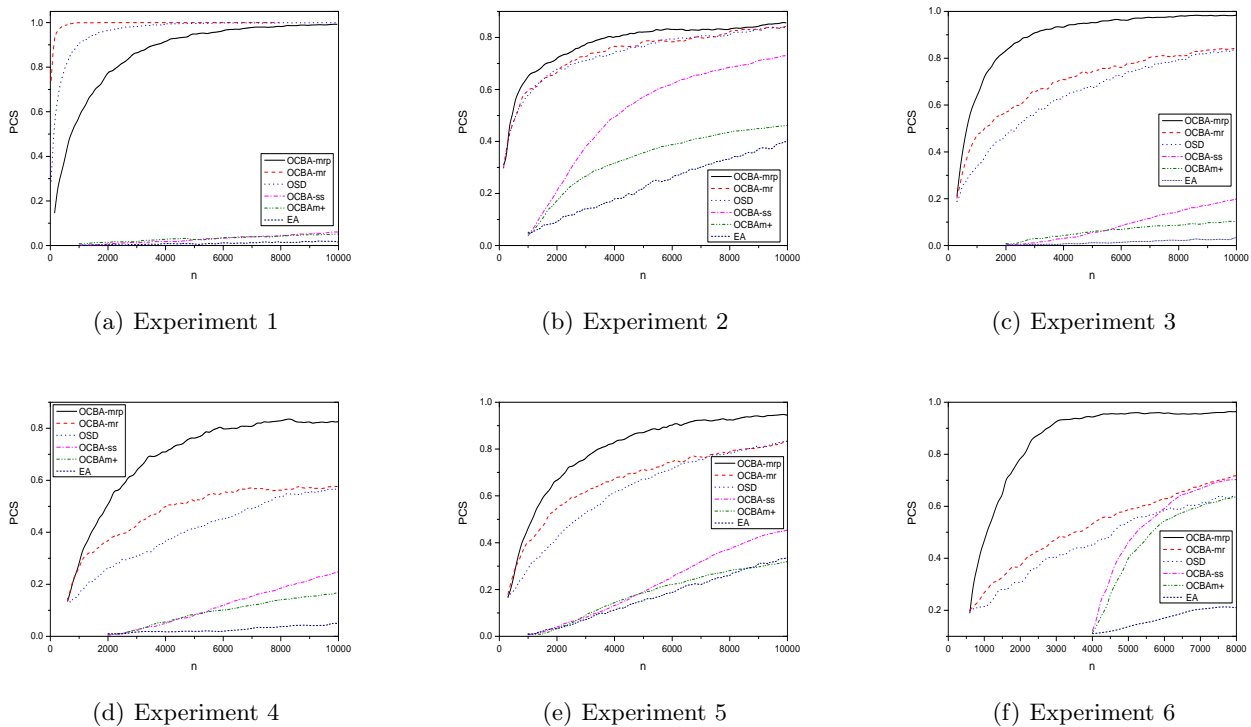 1.0
0.8
0.6
0.4
0.2
0.0
PCS
0 2000 4000 6000 8000 10000
n
OCBA-mrp
OCBA-mr
OSD
OCBA-ss
OCBAm+
EA
(a) Experiment 1
0.8
0.6
0.4
0.2
0.0
PCS
0 2000 4000 6000 8000 10000
n
OCBA-mrp
OCBA-mr
OSD
OCBA-ss
OCBAm+
EA
(b) Experiment 2
1.0
0.8
0.6
0.4
0.2
0.0
PCS
0 2000 4000 6000 8000 10000
n
OCBA-mrp
OCBA-mr
OSD
OCBA-ss
OCBAm+
EA
(c) Experiment 3
0.8
0.6
0.4
0.2
0.0
PCS
0 2000 4000 6000 8000 10000
n
OCBA-mrp
OCBA-mr
OSD
OCBA-ss
OCBAm+
EA
(d) Experiment 4
1.0
0.8
0.6
0.4
0.2
0.0
PCS
0 2000 4000 6000 8000 10000
n
OCBA-mrp
OCBA-mr
OSD
OCBA-ss
OCBAm+
EA
(e) Experiment 5
1.0
0.8
0.6
0.4
0.2
PCS
1000 2000 3000 4000 5000 6000 7000 8000
n
OCBA-mrp
OCBA-mr
OSD
OCBA-ss
OCBAm+
EA
(f) Experiment 6